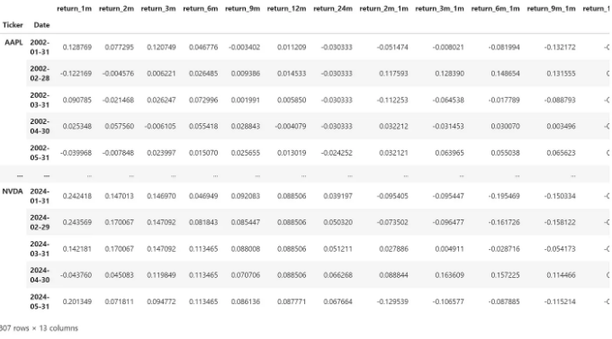 return_1m return_2m return_3m return_6m return_9m return_12m return_24m return_2m_1m return_3m_1m return_6m_1m return_9m_1m return_1
Ticker Date
AAPL 2002-01-31 0.128769 0.077295 0.120749 0.046776 -0.003402 0.011209 -0.030333 -0.051474 -0.008021 -0.081994 -0.132172 -0
2002-02-28 -0.122169 -0.004576 0.006221 0.026485 0.009386 0.014533 -0.030333 0.117593 0.128390 0.148654 0.131555 0
2002-03-31 0.090785 -0.021468 0.026247 0.072996 0.001991 0.005850 -0.030333 -0.112253 -0.064538 -0.017789 -0.088793 -0
2002-04-30 0.025348 0.057560 -0.006105 0.055418 0.028843 -0.004079 -0.030333 0.032212 -0.031453 0.030070 0.003496 -0
2002-05-31 -0.039968 -0.007848 0.023997 0.015070 0.025655 0.013019 -0.024252 0.032121 0.063965 0.055038 0.065623 0
... ... ... ... ... ... ... ... ... ... ... ... ...
NVDA 2024-01-31 0.242418 0.147013 0.146970 0.046949 0.092083 0.088506 0.039197 -0.095405 -0.095447 -0.195469 -0.150334 -0
2024-02-29 0.243569 0.170067 0.147092 0.081843 0.085447 0.088506 0.050320 -0.073502 -0.096477 -0.161726 -0.158122 -0
2024-03-31 0.142181 0.170067 0.147092 0.113465 0.088008 0.088506 0.051211 0.027886 0.004911 -0.028716 -0.054173 -0
2024-04-30 -0.043760 0.045083 0.119849 0.113465 0.070706 0.088506 0.066268 0.088844 0.163609 0.157225 0.114466 0
2024-05-31 0.201349 0.071811 0.094772 0.113465 0.086136 0.087771 0.067664 -0.129539 -0.106577 -0.087885 -0.115214 -0
307 rows × 13 columns